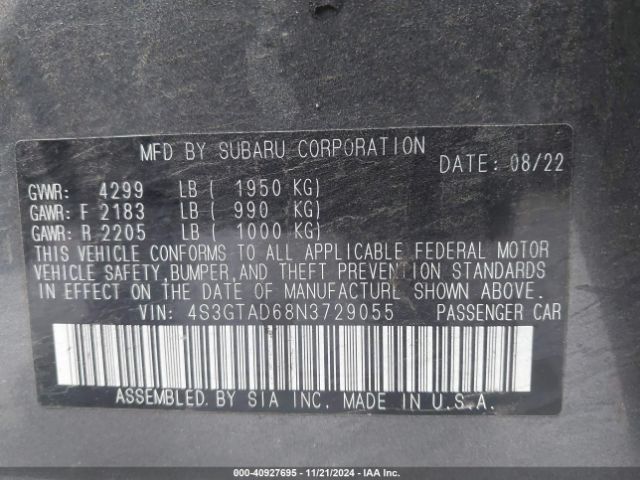 MFD BY SUBARU CORPORATION
DATE: 08/22
GVWR: 4299 LB ( 1950 KG)
GAWR: F 2183 LB ( 990 KG)
GAWR: R 2205 LB ( 1000 KG)
THIS VEHICLE CONFORMS TO ALL APPLICABLE FEDERAL MOTOR
VEHICLE SAFETY, BUMPER, AND THEFT PREVENTION STANDARDS
IN EFFECT ON THE DATE OF MANUFACTURE SHOWN ABOVE.
VIN: 4S3GTAD68N3729055 PASSENGER CAR
ASSEMBLED BY SIA INC. MADE IN U.S.A.
000-40927695 - 11/21/2024 - IAA Inc.